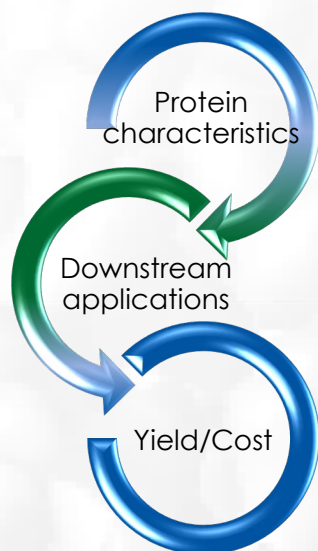 Protein
characteristics
Downstream
applications
Yield/Cost